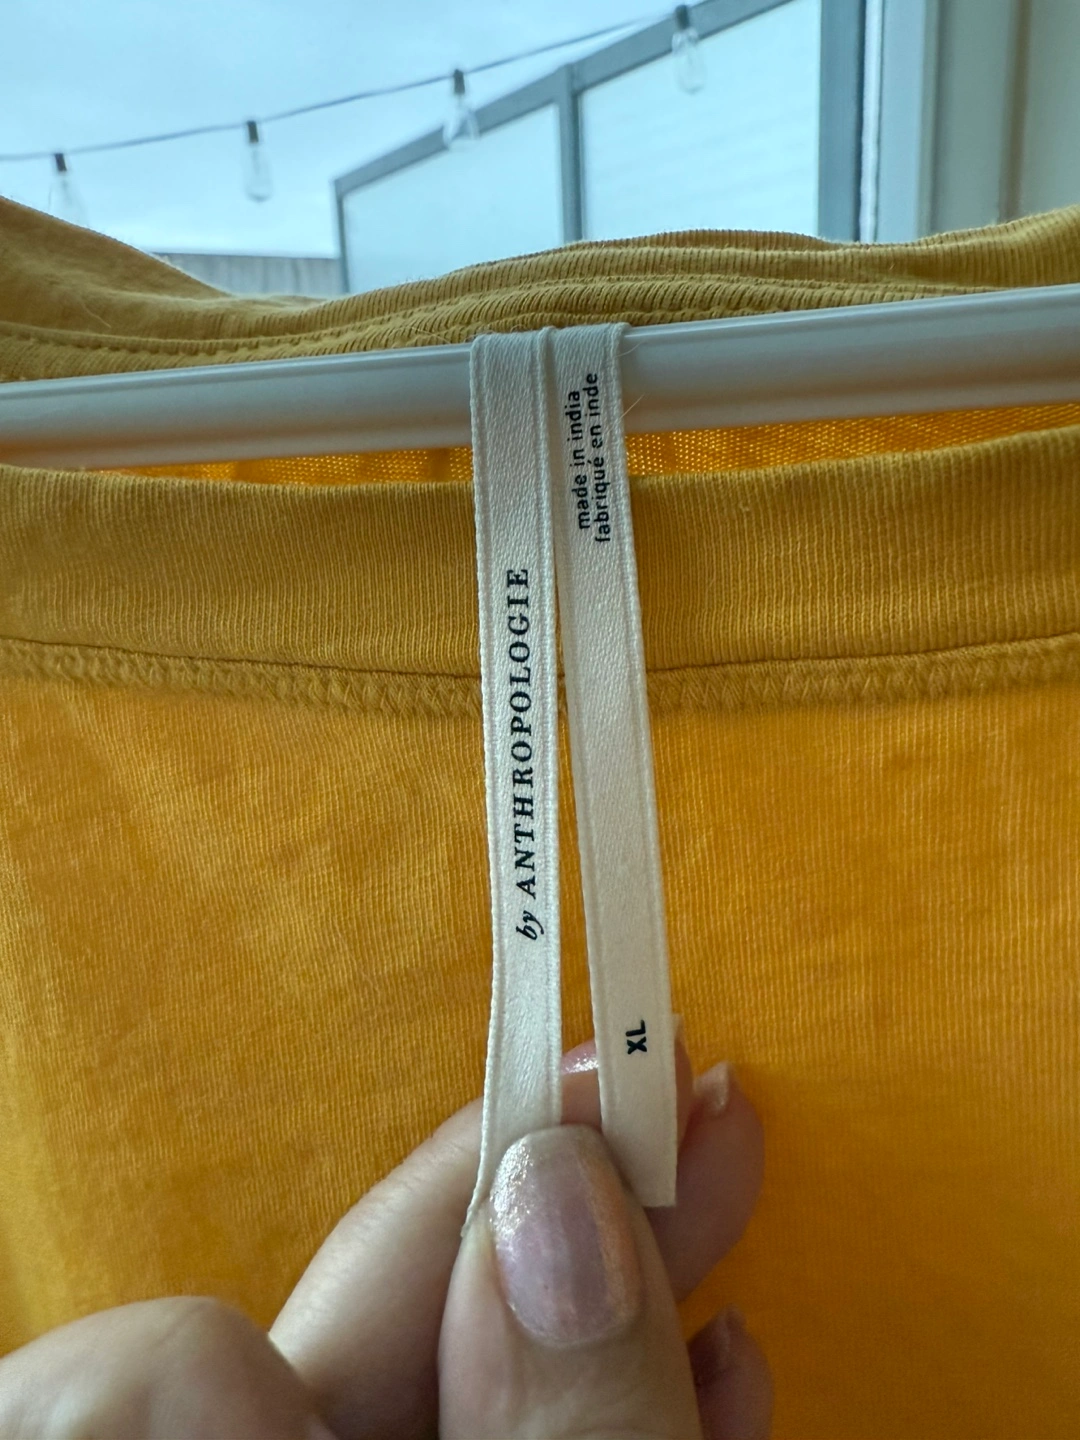 by ANTHROPOLOGIE
made in india
fabriqué en inde
XL